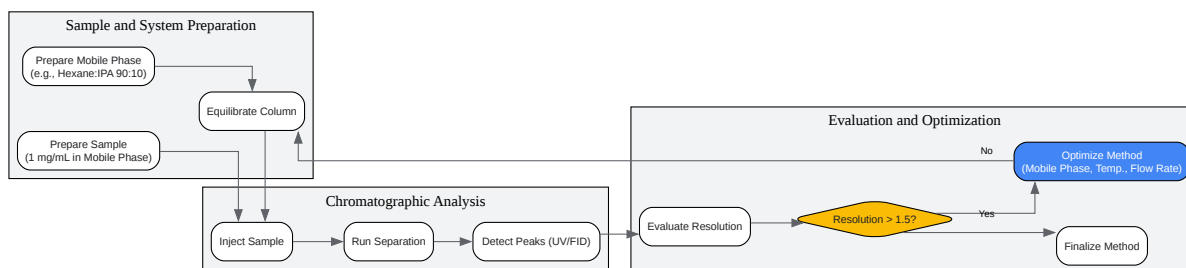 Sample and System Preparation
Prepare Mobile Phase
(e.g., Hexane:IPA 90:10)
Equilibrate Column
Prepare Sample
(1 mg/mL in Mobile Phase)
Chromatographic Analysis
Inject Sample
Run Separation
Detect Peaks (UV/FID)
Evaluation and Optimization
No
Optimize Method
(Mobile Phase, Temp., Flow Rate)
Evaluate Resolution
Resolution > 1.5?
Yes
Finalize Method